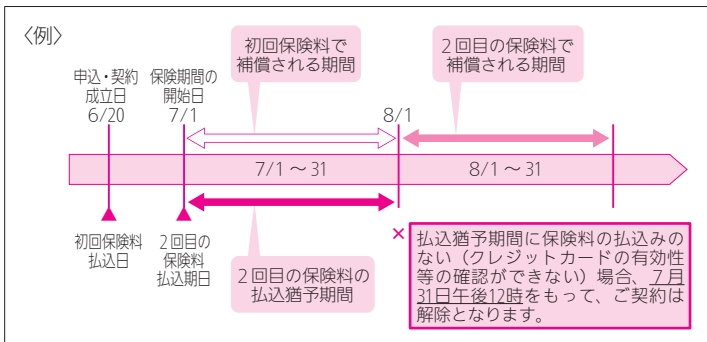 〈例〉
初回保険料で
補償される期間
2回目の保険料で
補償される期間
申込・契約
成立日
6/20
保険期間の
開始日
7/1
8/1
7/1 ～ 31
8/1 ～ 31
初回保険料
払込日
2回目の
保険料
払込期日
2回目の保険料の
払込猶予期間
×
払込猶予期間に保険料の払込みの
ない（クレジットカードの有効性
等の確認ができない）場合、7月
31日午後12時をもって、ご契約は
解除となります。